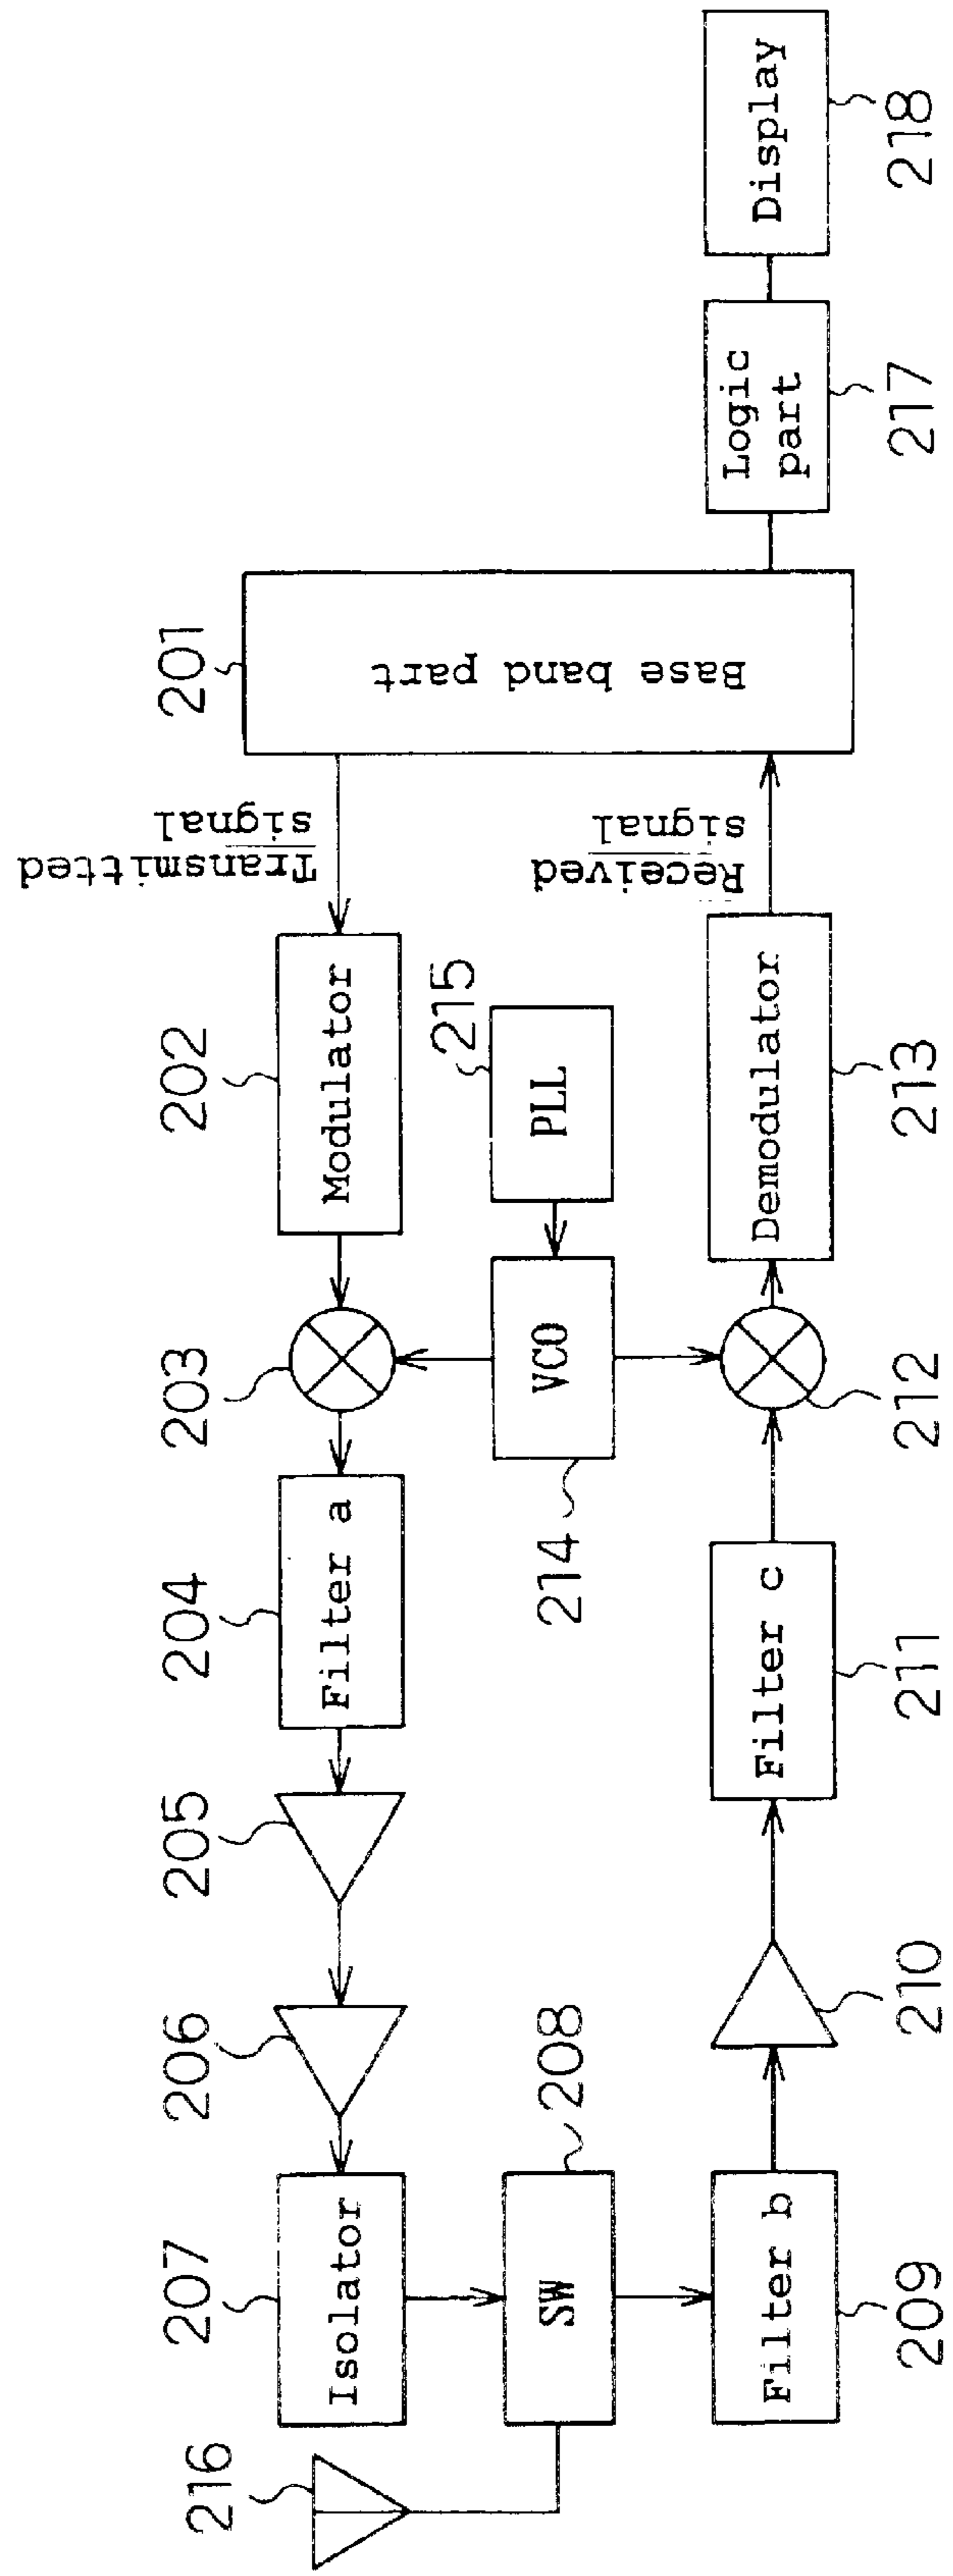 216
207
Isolator
206
205
204
Filter a
203
202
Modulator
Transmitted
signal
201
Base band part
SW
208
214
VCO
215
PLL
209
Filter b
210
211
Filter c
212
213
Demodulator
Received
signal
217
Logic
part
218
Display